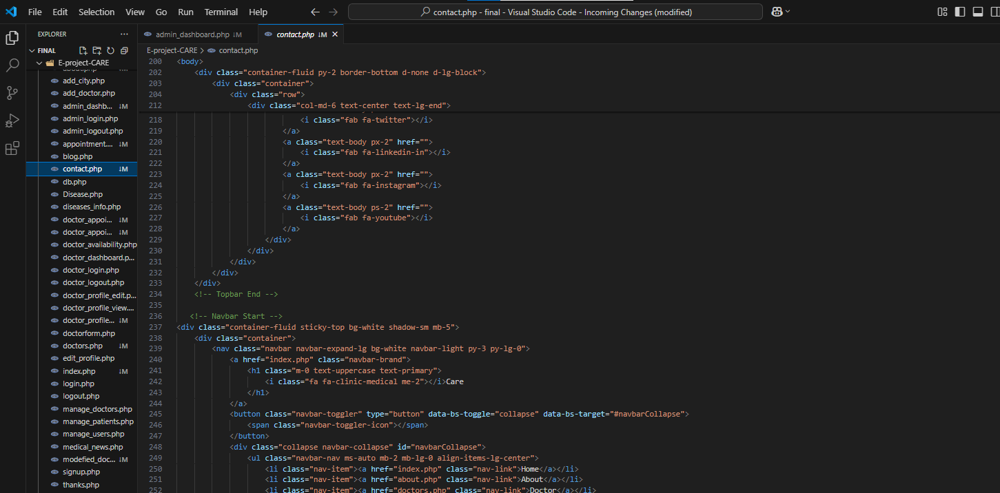 File Edit Selection View Go Run Terminal Help
contact.php - final - Visual Studio Code - Incoming Changes (modified)
EXPLORER
FINAL
E-project-CARE
about.php
add_city.php
add_doctor.php
admin_dashb... ↓M
admin_login.php
admin_logout.php
appointment.... ↓M
blog.php
contact.php ↓M
db.php
Disease.php
diseases_info.php
doctor_appoi... ↓M
doctor_appoi... ↓M
doctor_availability.php
doctor_dashboard.p...
doctor_login.php
doctor_logout.php
doctor_profile_edit.p...
doctor_profile_view....
doctor_profile... ↓M
doctorform.php
doctors.php ↓M
edit_profile.php
index.php ↓M
login.php
logout.php
manage_doctors.php
manage_patients.php
manage_users.php
medical_news.php
modefied_doc... ↓M
signup.php
thanks.php
admin_dashboard.php ↓M
contact.php ↓M
E-project-CARE > contact.php
200 <body>
202 <div class="container-fluid py-2 border-bottom d-none d-lg-block">
203 <div class="container">
204 <div class="row">
212 <div class="col-md-6 text-center text-lg-end">
218 <i class="fab fa-twitter"></i>
219 </a>
220 <a class="text-body px-2" href="">
221 <i class="fab fa-linkedin-in"></i>
222 </a>
223 <a class="text-body px-2" href="">
224 <i class="fab fa-instagram"></i>
225 </a>
226 <a class="text-body ps-2" href="">
227 <i class="fab fa-youtube"></i>
228 </a>
229 </div>
230 </div>
231 </div>
232 </div>
233 </div>
234 <!-- Topbar End -->
235
236 <!-- Navbar Start -->
237 <div class="container-fluid sticky-top bg-white shadow-sm mb-5">
238 <div class="container">
239 <nav class="navbar navbar-expand-lg bg-white navbar-light py-3 py-lg-0">
240 <a href="index.php" class="navbar-brand">
241 <h1 class="m-0 text-uppercase text-primary">
242 <i class="fa fa-clinic-medical me-2"></i>Care
243 </h1>
244 </a>
245 <button class="navbar-toggler" type="button" data-bs-toggle="collapse" data-bs-target="#navbarCollapse">
246 <span class="navbar-toggler-icon"></span>
247 </button>
248 <div class="collapse navbar-collapse" id="navbarCollapse">
249 <ul class="navbar-nav ms-auto mb-2 mb-lg-0 align-items-lg-center">
250 <li class="nav-item"><a href="index.php" class="nav-link">Home</a></li>
251 <li class="nav-item"><a href="about.php" class="nav-link">About</a></li>
252 <li class="nav-item"><a href="doctors.php" class="nav-link">Doctor</a></li>